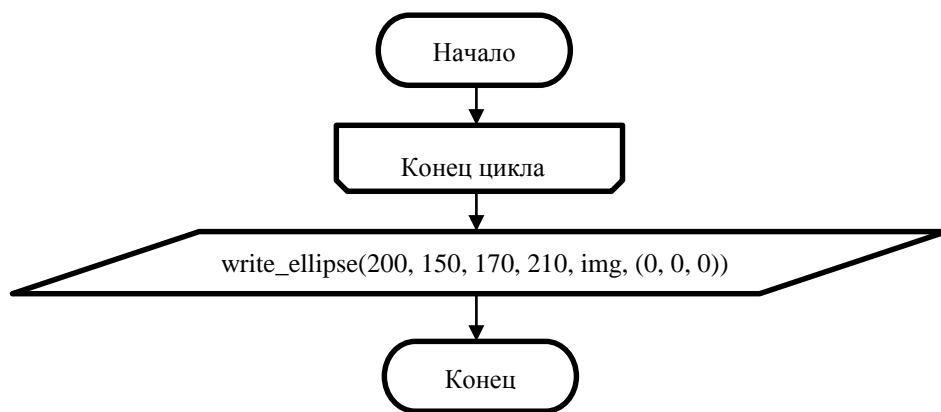 Начало
Конец цикла
write_ellipse(200, 150, 170, 210, img, (0, 0, 0))
Конец